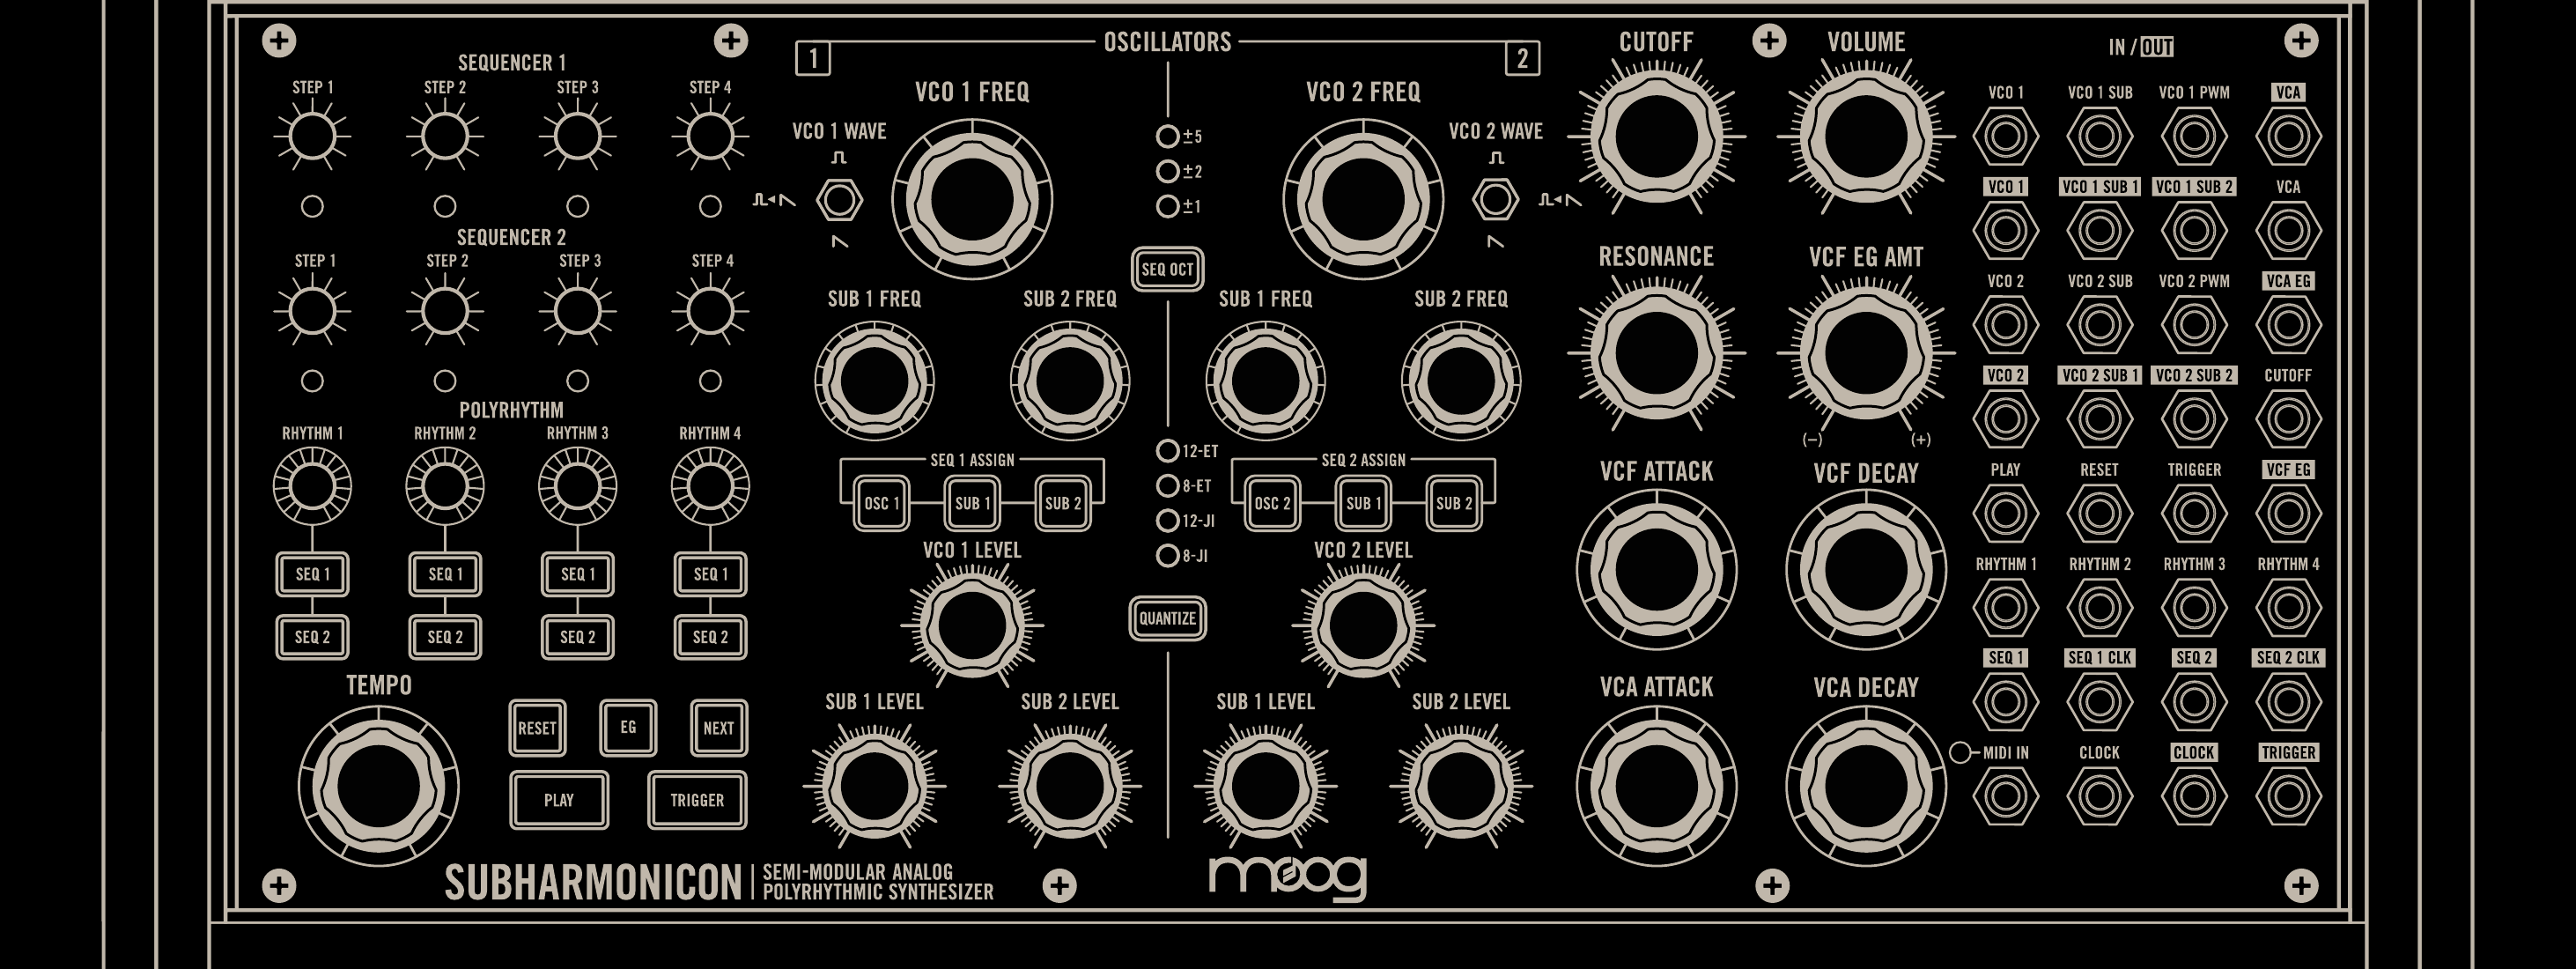 SEQUENCER 1
STEP 1 STEP 2 STEP 3 STEP 4
SEQUENCER 2
STEP 1 STEP 2 STEP 3 STEP 4
POLYRHYTHM
RHYTHM 1 RHYTHM 2 RHYTHM 3 RHYTHM 4
SEQ 1 SEQ 1 SEQ 1 SEQ 1
SEQ 2 SEQ 2 SEQ 2 SEQ 2
TEMPO
RESET EG NEXT
PLAY TRIGGER
SUBHARMONICON
SEMI-MODULAR ANALOG
POLYRHYTHMIC SYNTHESIZER
OSCILLATORS
1 2
VCO 1 FREQ VCO 2 FREQ
VCO 1 WAVE VCO 2 WAVE
±5
±2
±1
SEQ OCT
SUB 1 FREQ SUB 2 FREQ SUB 1 FREQ SUB 2 FREQ
12-ET
8-ET
12-JI
8-JI
SEQ 1 ASSIGN SEQ 2 ASSIGN
OSC 1 SUB 1 SUB 2 OSC 2 SUB 1 SUB 2
VCO 1 LEVEL VCO 2 LEVEL
QUANTIZE
SUB 1 LEVEL SUB 2 LEVEL SUB 1 LEVEL SUB 2 LEVEL
moog
CUTOFF VOLUME
RESONANCE VCF EG AMT
(−) (+)
VCF ATTACK VCF DECAY
VCA ATTACK VCA DECAY
IN / OUT
VCO 1 VCO 1 SUB VCO 1 PWM VCA
VCO 1 VCO 1 SUB 1 VCO 1 SUB 2 VCA
VCO 2 VCO 2 SUB VCO 2 PWM VCA EG
VCO 2 VCO 2 SUB 1 VCO 2 SUB 2 CUTOFF
PLAY RESET TRIGGER VCF EG
RHYTHM 1 RHYTHM 2 RHYTHM 3 RHYTHM 4
SEQ 1 SEQ 1 CLK SEQ 2 SEQ 2 CLK
MIDI IN CLOCK CLOCK TRIGGER